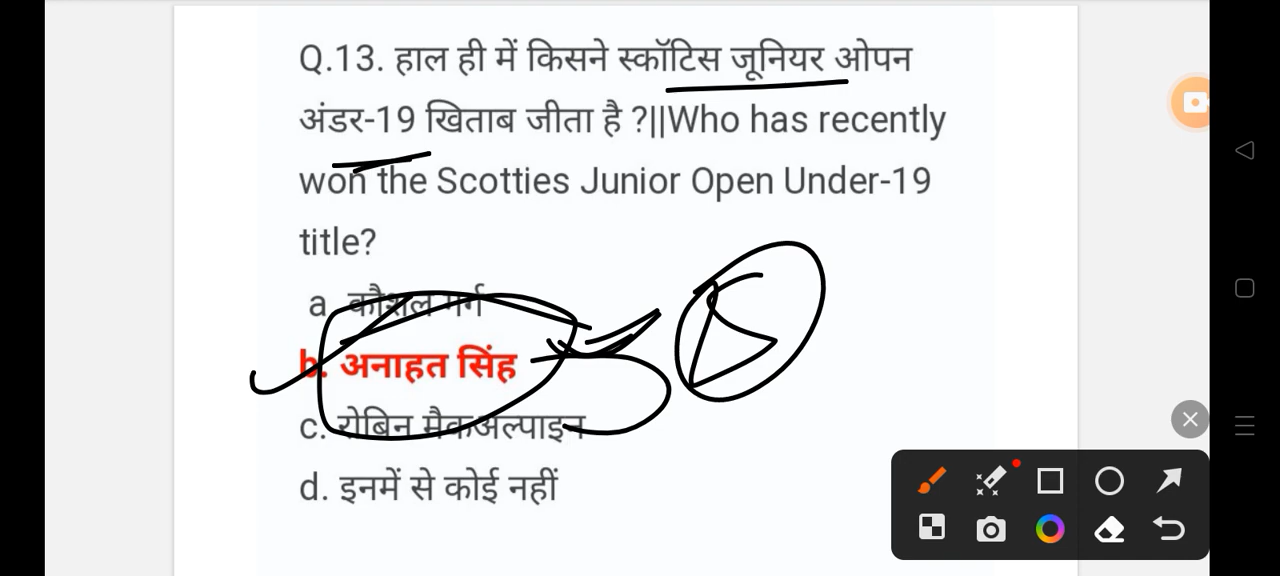 Q.13. हाल ही में किसने स्कॉटिस जूनियर ओपन
अंडर-19 खिताब जीता है ?||Who has recently
won the Scotties Junior Open Under-19
title?
a. कौशल गर्ग
b. अनाहत सिंह
c. रोबिन मैकअल्पाइन
d. इनमें से कोई नहीं